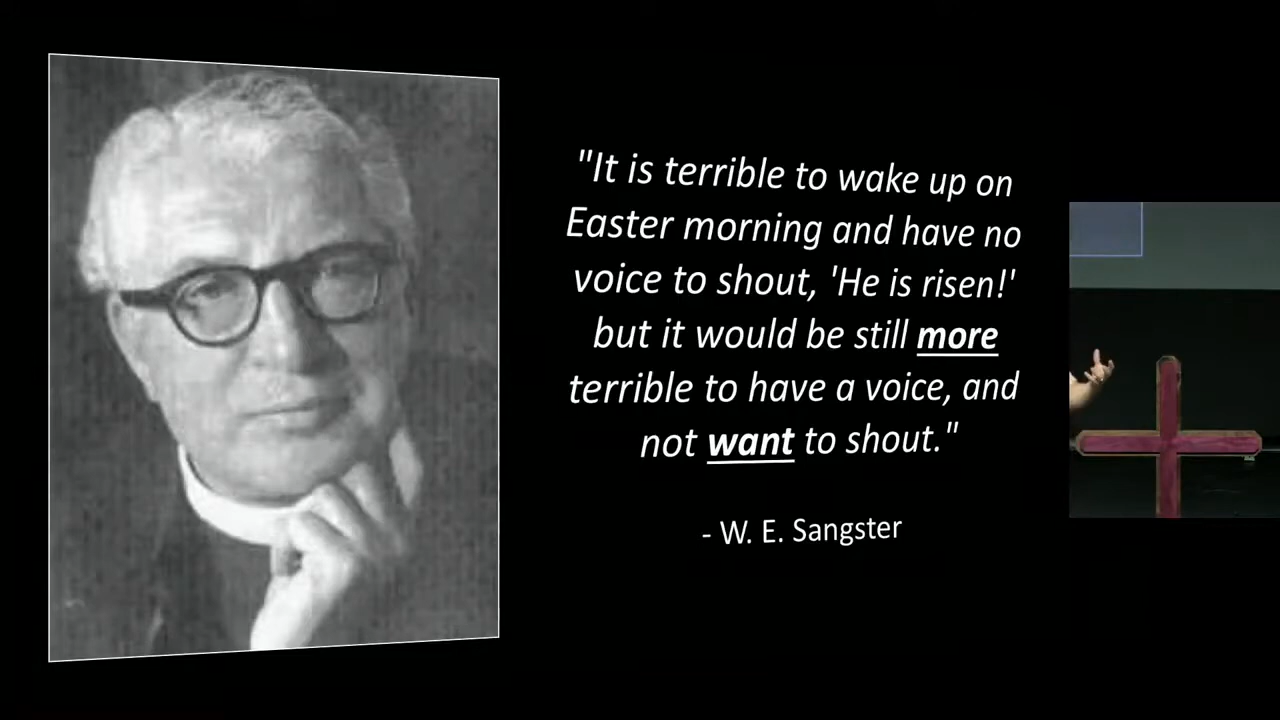 "It is terrible to wake up on
Easter morning and have no
voice to shout, 'He is risen!'
but it would be still more
terrible to have a voice, and
not want to shout."
- W. E. Sangster